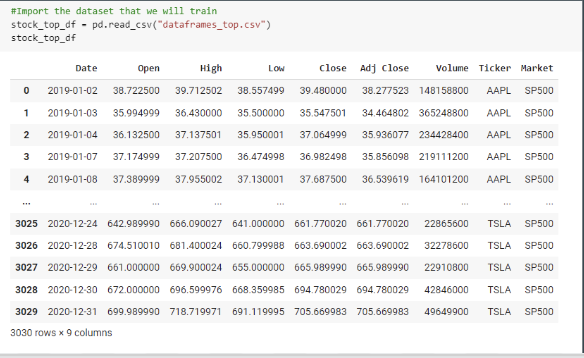 #Import the dataset that we will train
stock_top_df = pd.read_csv("dataframes_top.csv")
stock_top_df
Date Open High Low Close Adj Close Volume Ticker Market
0 2019-01-02 38.722500 39.712502 38.557499 39.480000 38.277523 148158800 AAPL SP500
1 2019-01-03 35.994999 36.430000 35.500000 35.547501 34.464802 365248800 AAPL SP500
2 2019-01-04 36.132500 37.137501 35.950001 37.064999 35.936077 234428400 AAPL SP500
3 2019-01-07 37.174999 37.207500 36.474998 36.982498 35.856098 219111200 AAPL SP500
4 2019-01-08 37.389999 37.955002 37.130001 37.687500 36.539619 164101200 AAPL SP500
... ... ... ... ... ... ... ... ... ...
3025 2020-12-24 642.989990 666.090027 641.000000 661.770020 661.770020 22865600 TSLA SP500
3026 2020-12-28 674.510010 681.400024 660.799988 663.690002 663.690002 32278600 TSLA SP500
3027 2020-12-29 661.000000 669.900024 655.000000 665.989990 665.989990 22910800 TSLA SP500
3028 2020-12-30 672.000000 696.599976 668.359985 694.780029 694.780029 42846000 TSLA SP500
3029 2020-12-31 699.989990 718.719971 691.119995 705.669983 705.669983 49649900 TSLA SP500
3030 rows × 9 columns